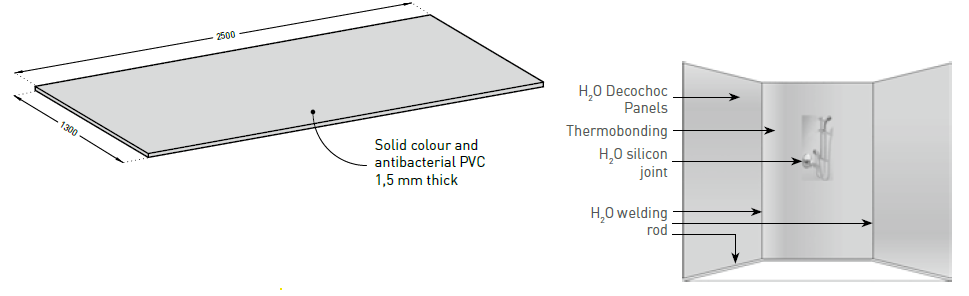 2500
1300
Solid colour and
antibacterial PVC
1,5 mm thick
H₂O Decochoc
Panels
Thermobonding
H₂O silicon
joint
H₂O welding
rod